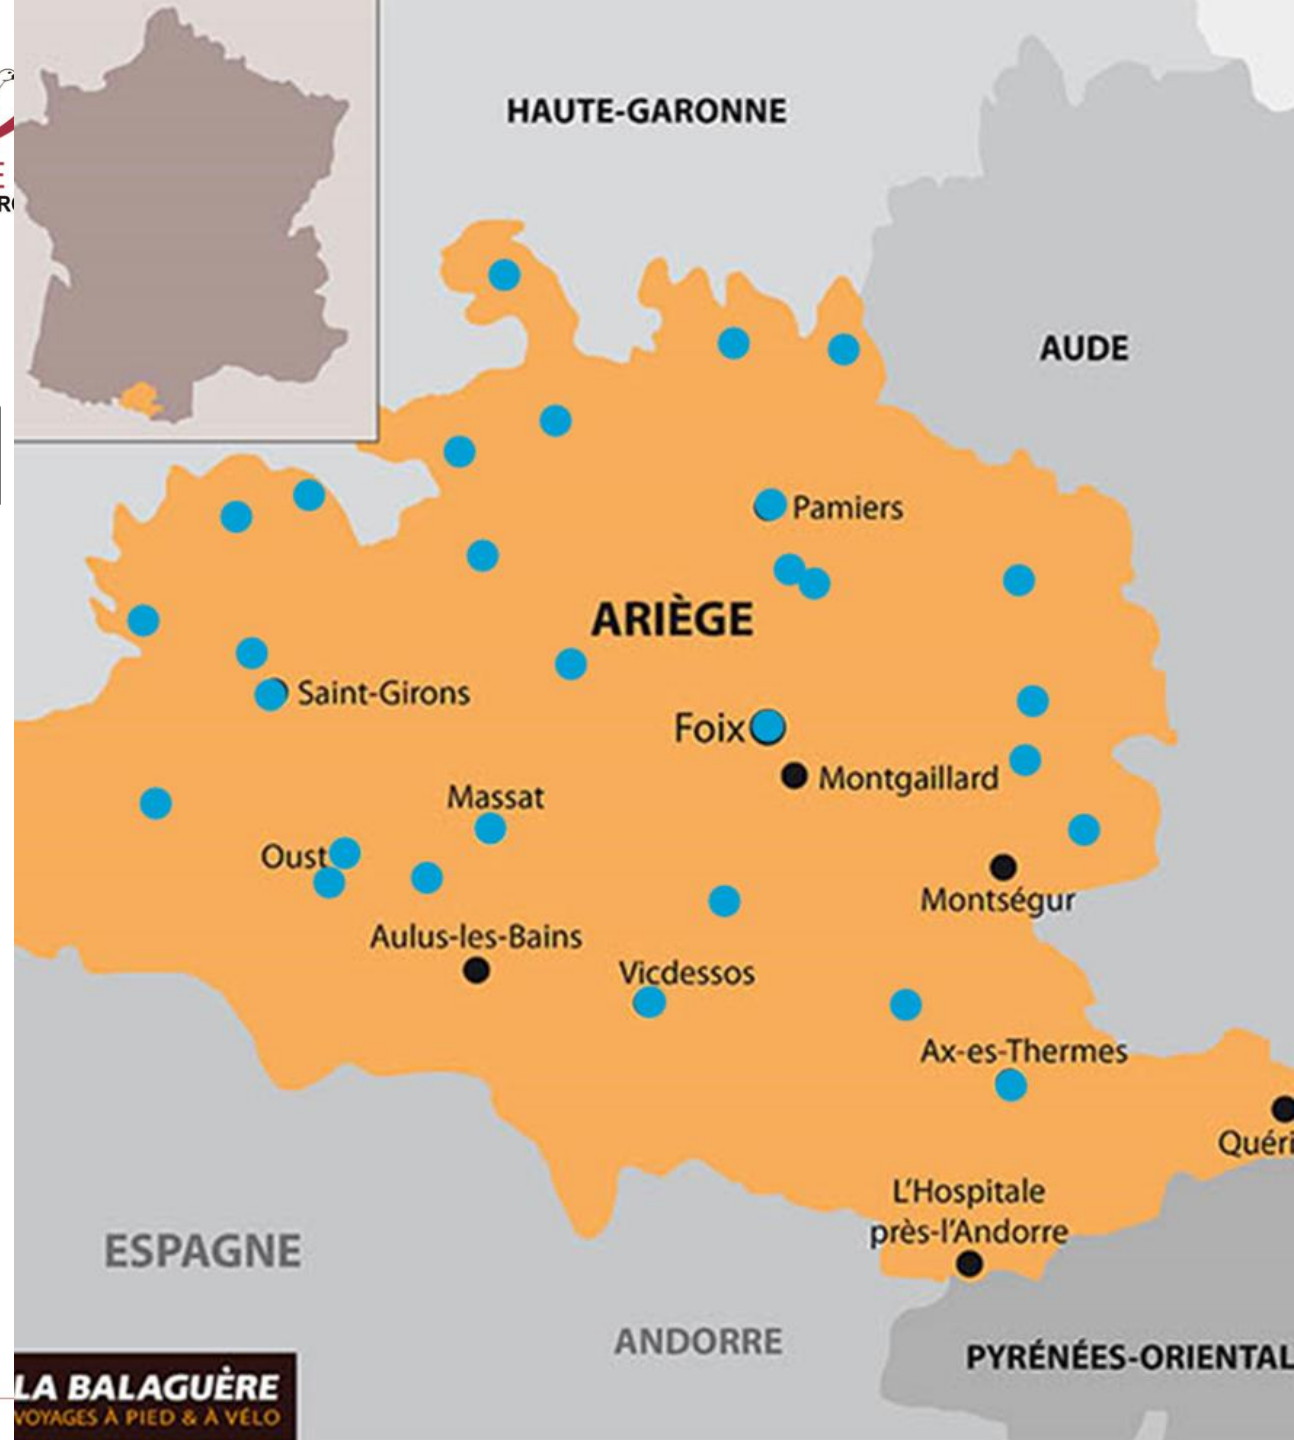 HAUTE-GARONNE
AUDE
Pamiers
ARIÈGE
Saint-Girons
Foix
Montgaillard
Massat
Oust
Montségur
Aulus-les-Bains
Vicdessos
Ax-es-Thermes
Quéri
L'Hospitale
près-l'Andorre
ESPAGNE
ANDORRE
PYRÉNÉES-ORIENTAL
LA BALAGUÈRE
VOYAGES À PIED & À VÉLO